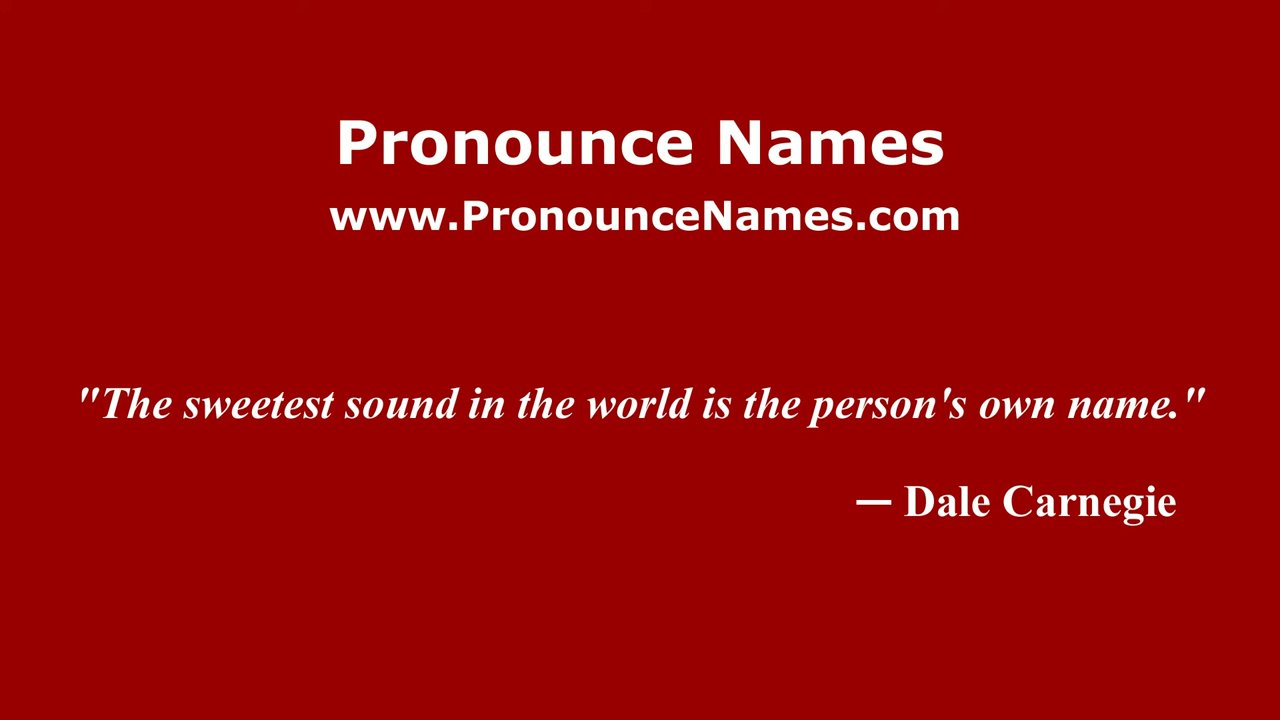 Pronounce Names
www.PronounceNames.com
"The sweetest sound in the world is the person's own name."
— Dale Carnegie